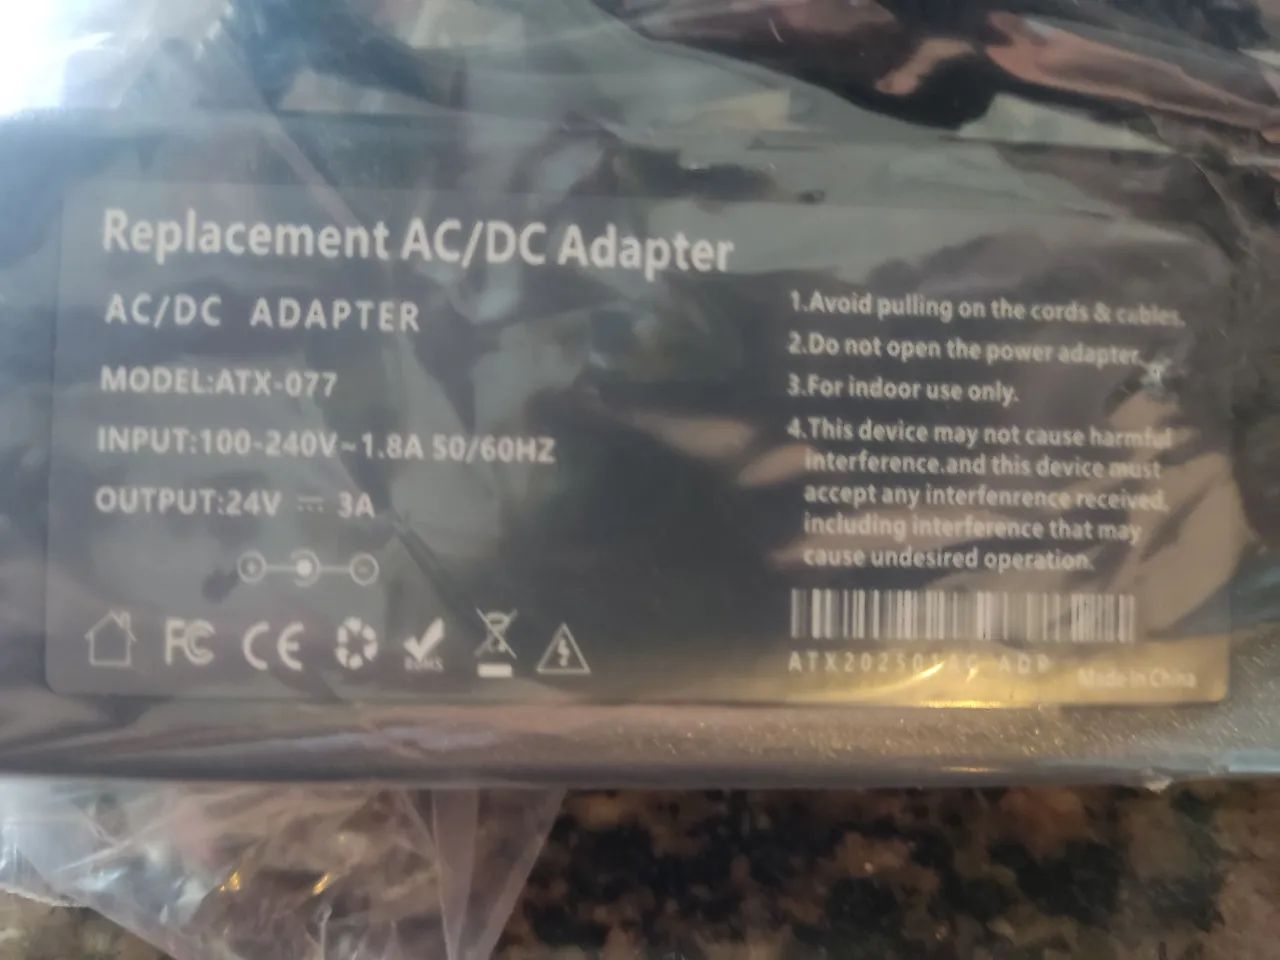 Replacement AC/DC Adapter
AC/DC ADAPTER
MODEL:ATX-077
INPUT:100-240V~1.8A 50/60HZ
OUTPUT:24V ⎓ 3A
FC CE
RoHS
1.Avoid pulling on the cords & cables.
2.Do not open the power adapter.
3.For indoor use only.
4.This device may not cause harmful
interference.and this device must
accept any interfenrence received,
including interference that may
cause undesired operation.
Made in China